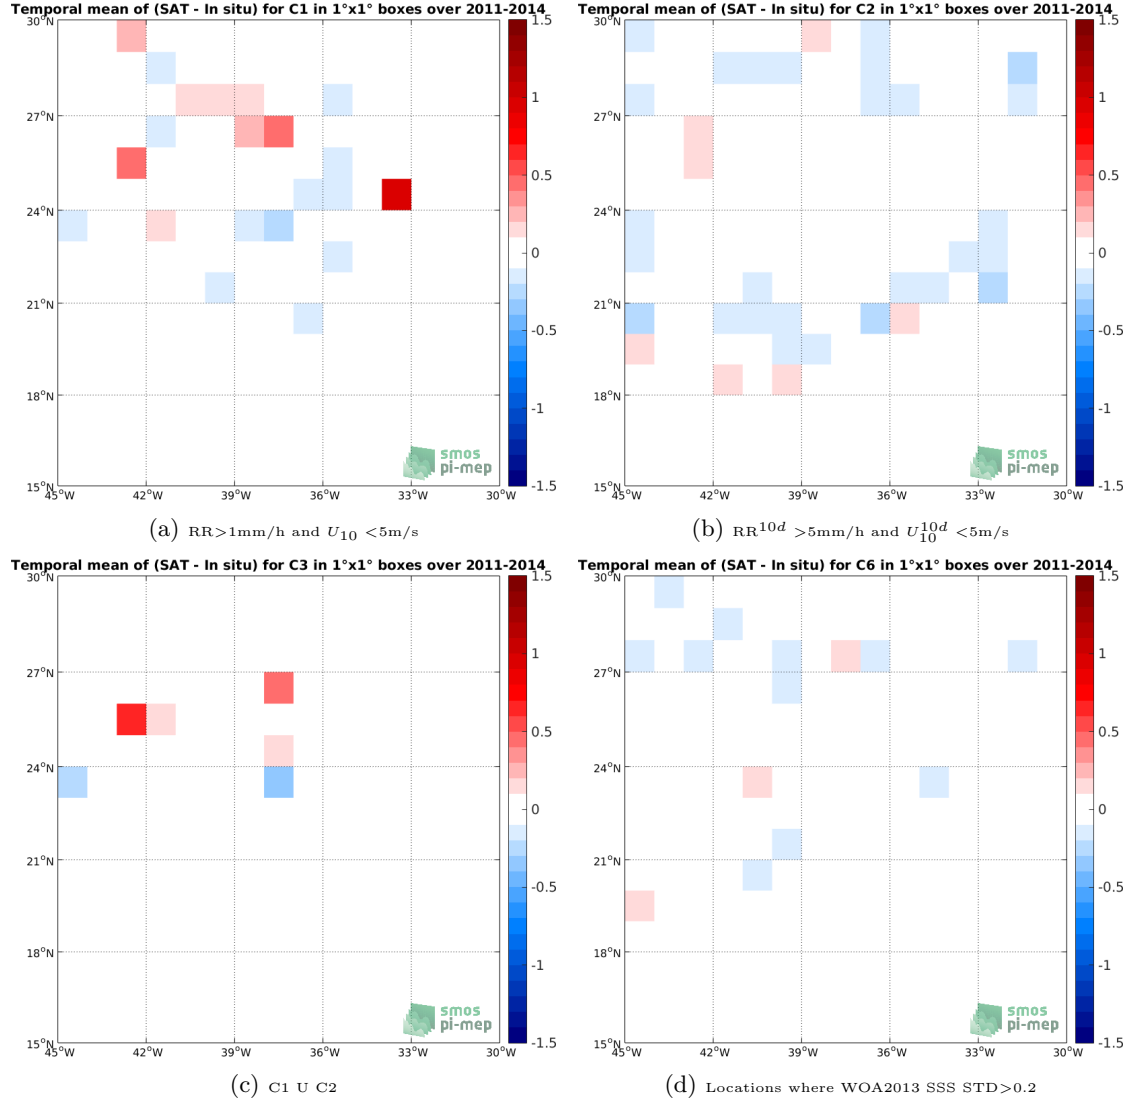 Temporal mean of (SAT - In situ) for C1 in 1°x1° boxes over 2011-2014
30°N
27°N
24°N
21°N
18°N
15°N
45°W 42°W 39°W 36°W 33°W 30°W
1.5
1
0.5
0
-0.5
-1
-1.5
smos
pi-mep
(a) RR>1mm/h and U10 <5m/s
Temporal mean of (SAT - In situ) for C2 in 1°x1° boxes over 2011-2014
30°N
27°N
24°N
21°N
18°N
15°N
45°W 42°W 39°W 36°W 33°W 30°W
1.5
1
0.5
0
-0.5
-1
-1.5
smos
pi-mep
(b) RR^10d >5mm/h and U10^10d <5m/s
Temporal mean of (SAT - In situ) for C3 in 1°x1° boxes over 2011-2014
30°N
27°N
24°N
21°N
18°N
15°N
45°W 42°W 39°W 36°W 33°W 30°W
1.5
1
0.5
0
-0.5
-1
-1.5
smos
pi-mep
(c) C1 U C2
Temporal mean of (SAT - In situ) for C6 in 1°x1° boxes over 2011-2014
30°N
27°N
24°N
21°N
18°N
15°N
45°W 42°W 39°W 36°W 33°W 30°W
1.5
1
0.5
0
-0.5
-1
-1.5
smos
pi-mep
(d) Locations where WOA2013 SSS STD>0.2